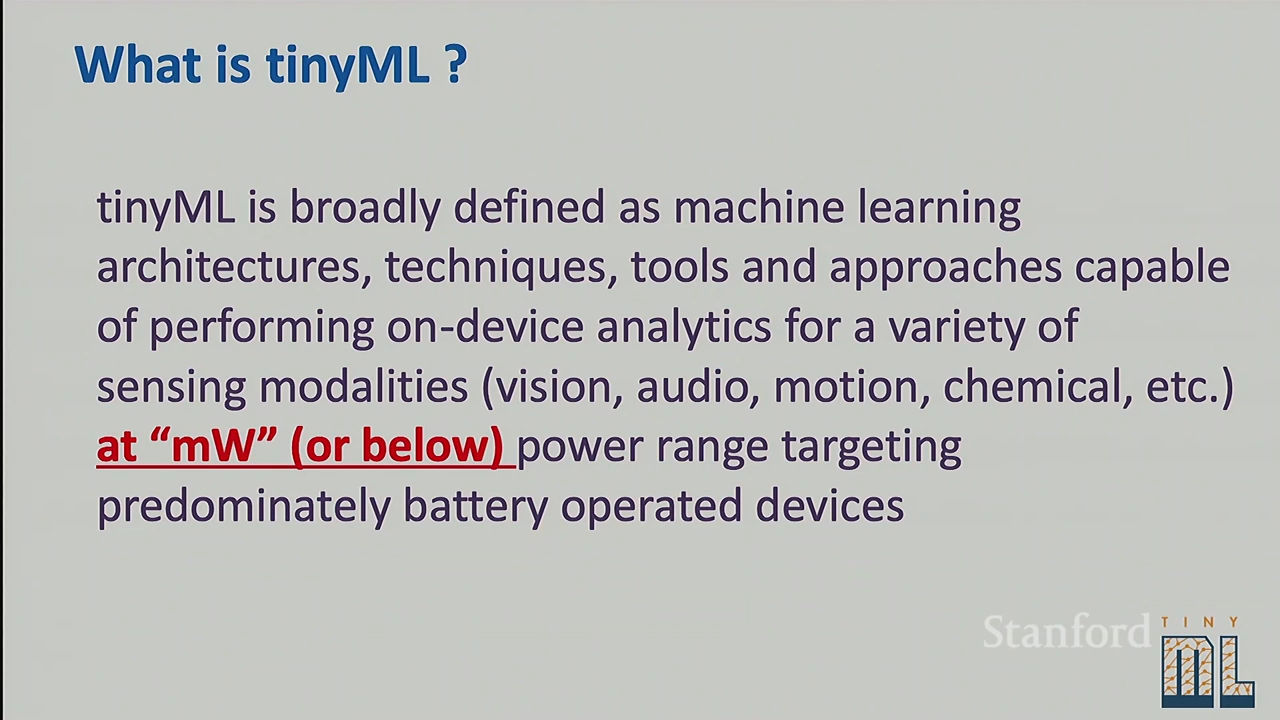 What is tinyML ?
tinyML is broadly defined as machine learning
architectures, techniques, tools and approaches capable
of performing on-device analytics for a variety of
sensing modalities (vision, audio, motion, chemical, etc.)
at “mW” (or below) power range targeting
predominately battery operated devices
Stanford
TINY
mL